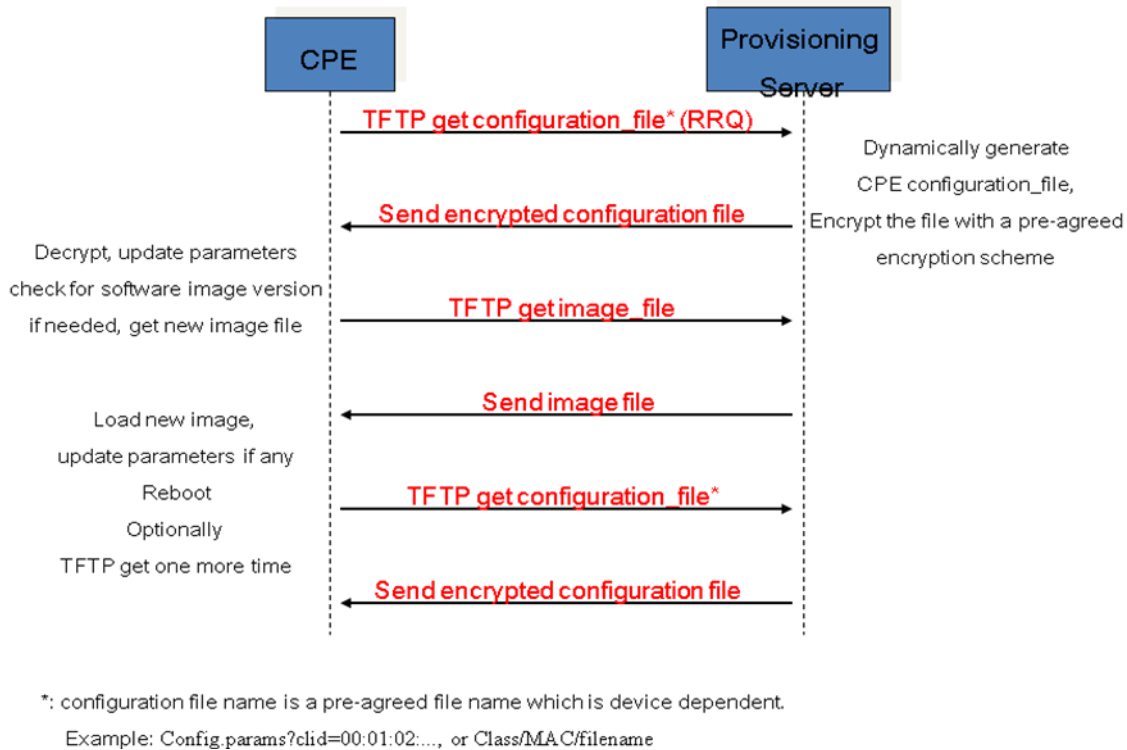 CPE
Provisioning
Server
TFTP get configuration_file* (RRQ)
Dynamically generate
CPE configuration_file,
Encrypt the file with a pre-agreed
encryption scheme
Send encrypted configuration file
Decrypt, update parameters
check for software image version
if needed, get new image file
TFTP get image_file
Send image file
Load new image,
update parameters if any
Reboot
Optionally
TFTP get one more time
TFTP get configuration_file*
Send encrypted configuration file
*: configuration file name is a pre-agreed file name which is device dependent.
Example: Config.params?clid=00:01:02:..., or Class/MAC/filename